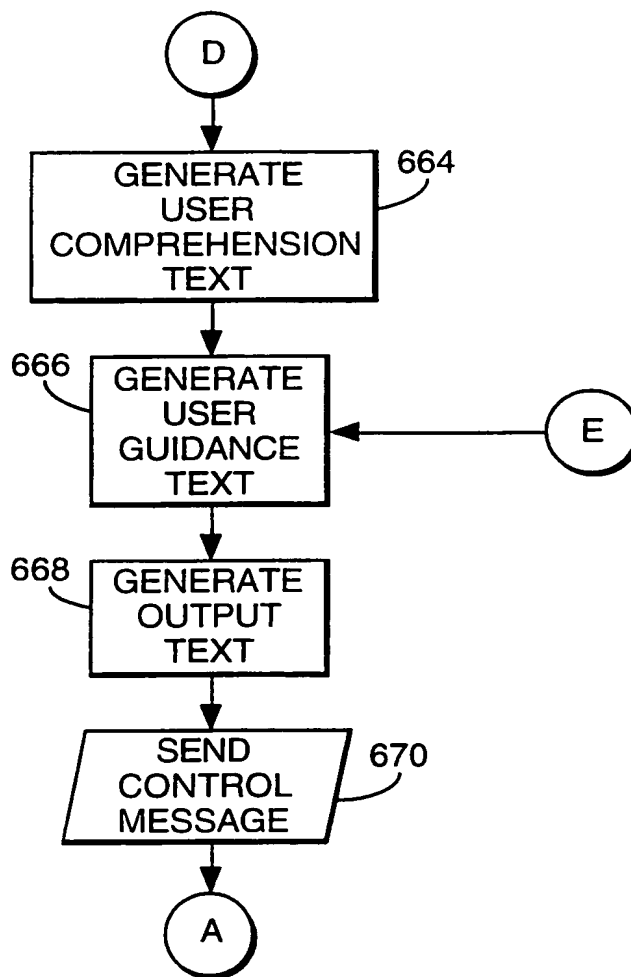 D
GENERATE
USER
COMPREHENSION
TEXT
664
666
GENERATE
USER
GUIDANCE
TEXT
E
668
GENERATE
OUTPUT
TEXT
SEND
CONTROL
MESSAGE
670
A